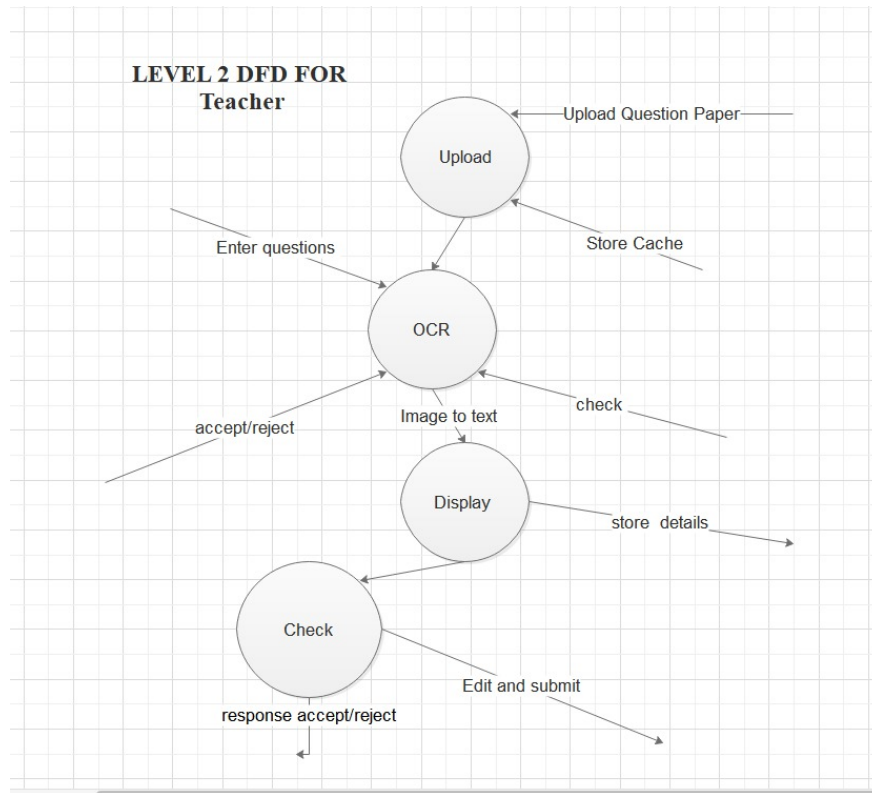 LEVEL 2 DFD FOR
Teacher
Upload Question Paper
Upload
Store Cache
Enter questions
OCR
check
Image to text
accept/reject
Display
store details
Check
Edit and submit
response accept/reject